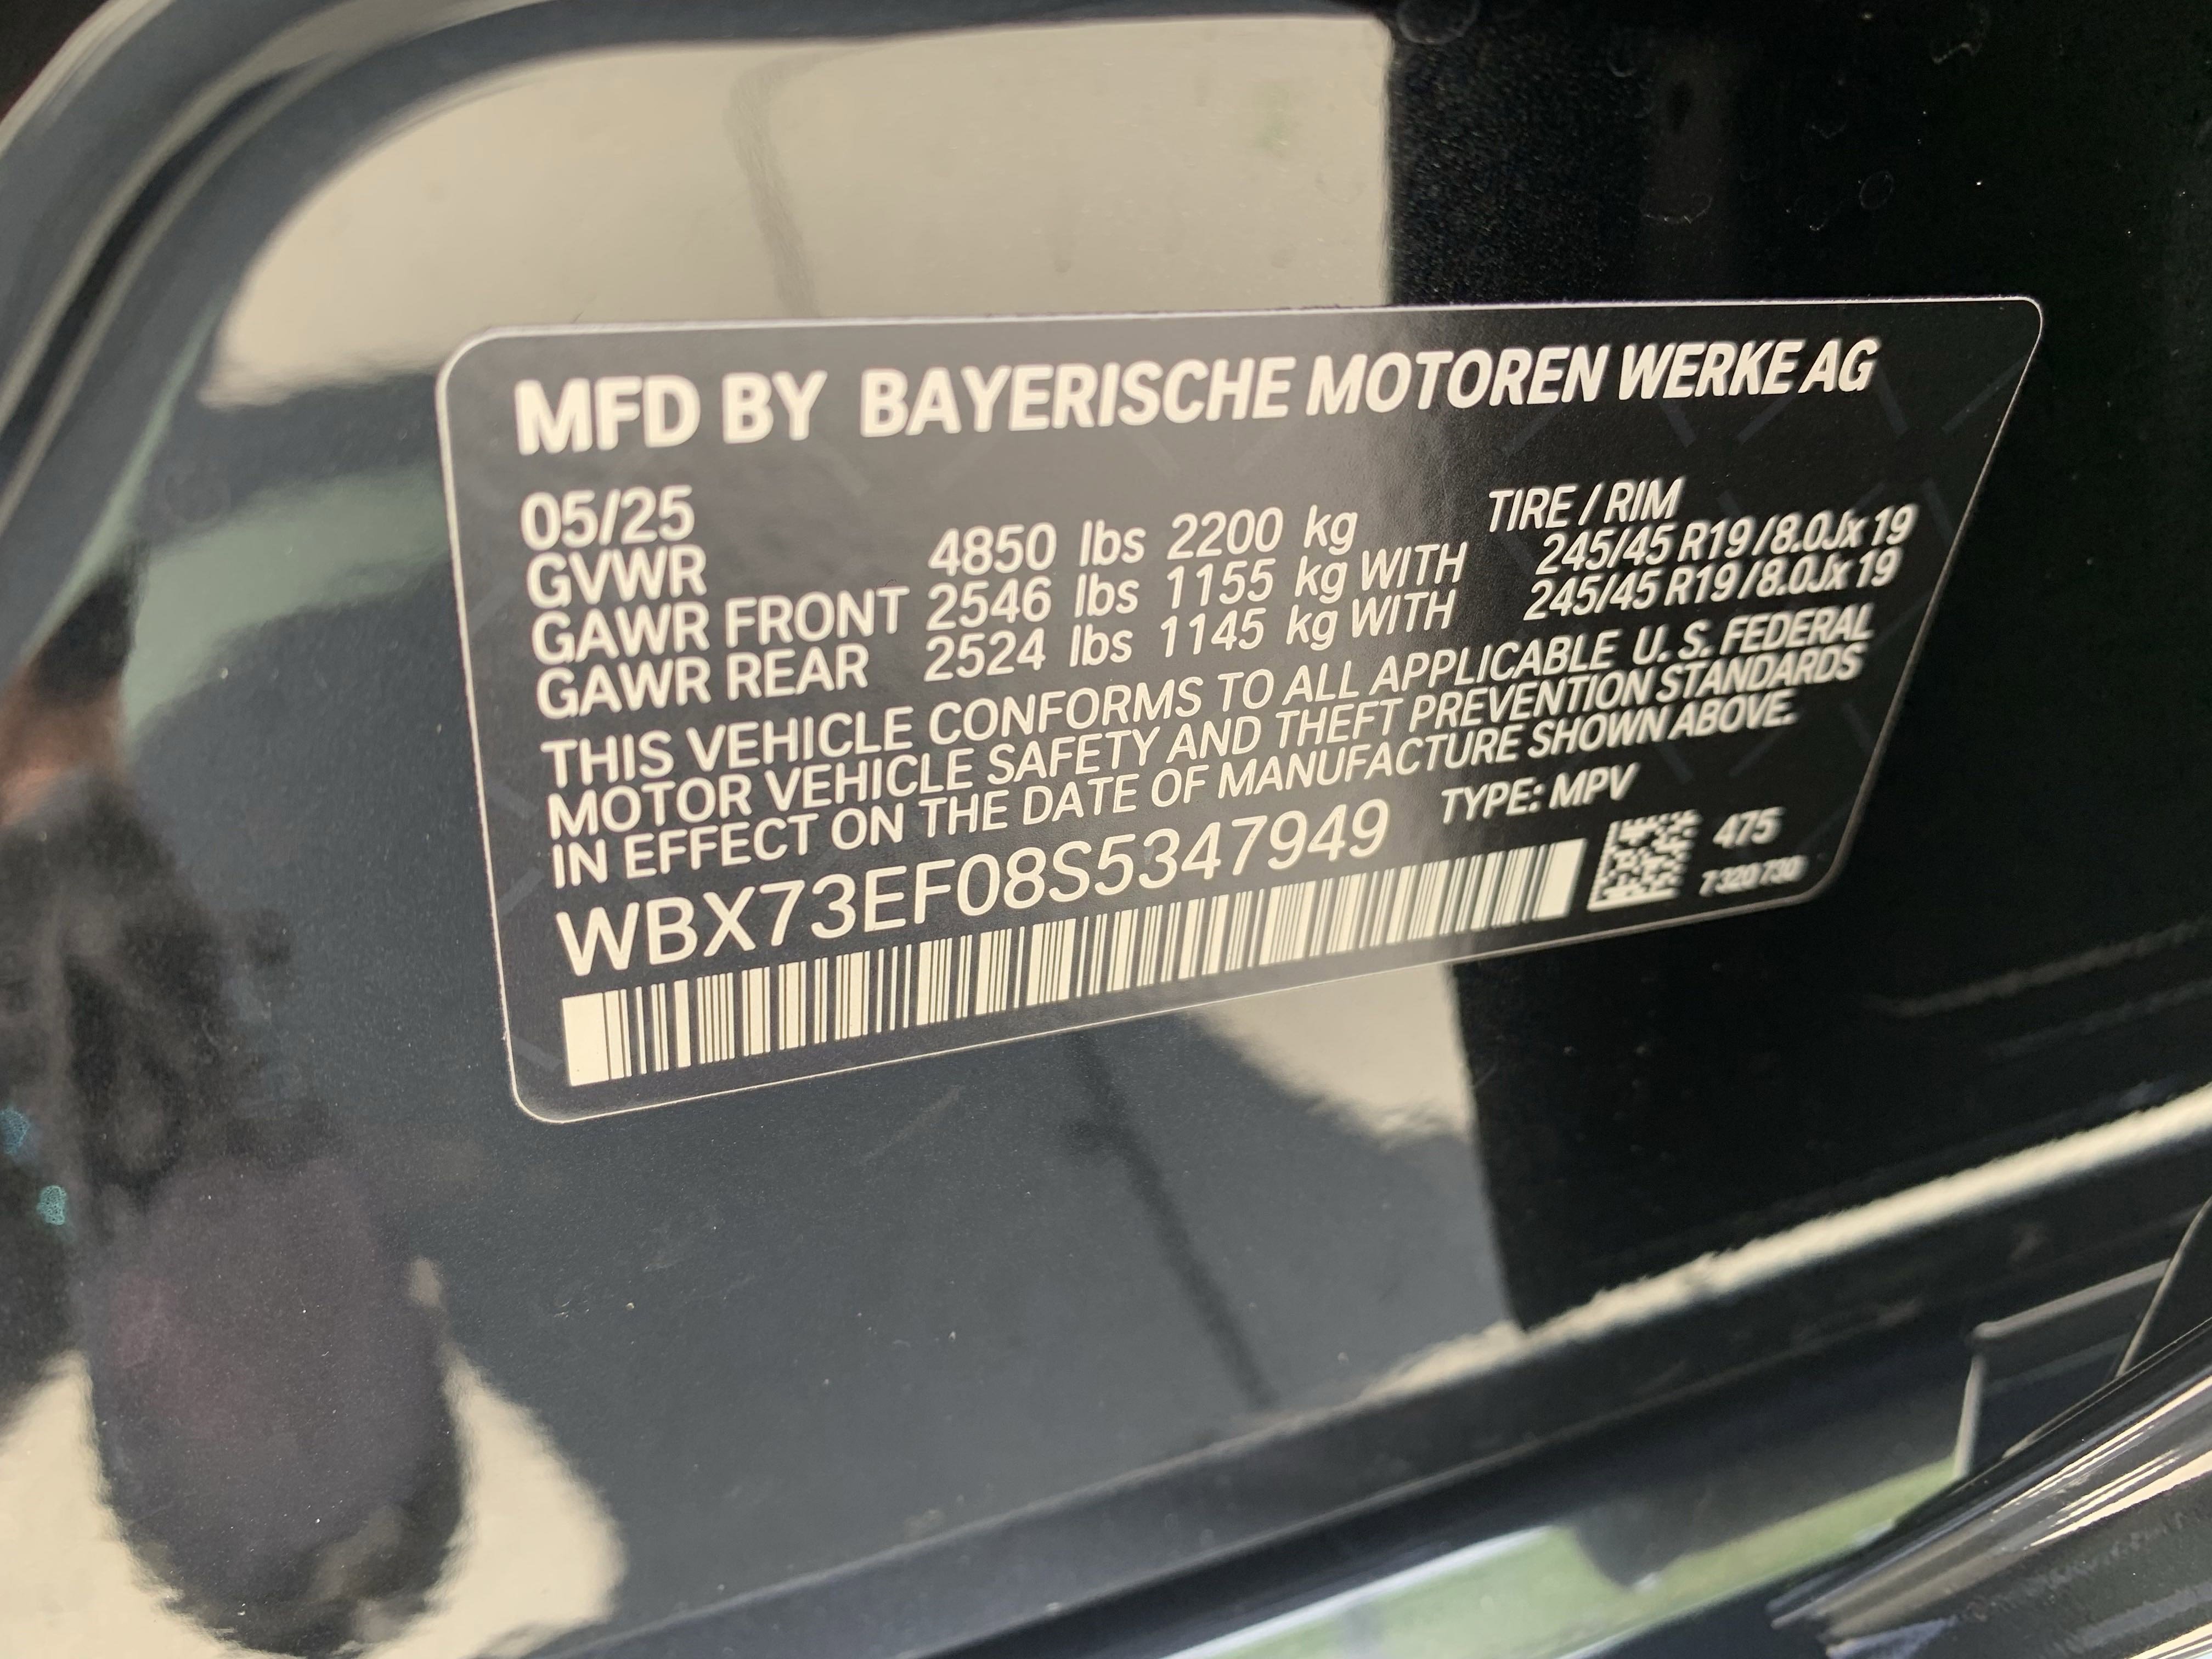 MFD BY BAYERISCHE MOTOREN WERKE AG
05/25 TIRE / RIM
GVWR 4850 lbs 2200 kg
GAWR FRONT 2546 lbs 1155 kg WITH 245/45 R19 /8.0Jx 19
GAWR REAR 2524 lbs 1145 kg WITH 245/45 R19 /8.0Jx 19
THIS VEHICLE CONFORMS TO ALL APPLICABLE U. S. FEDERAL
MOTOR VEHICLE SAFETY AND THEFT PREVENTION STANDARDS
IN EFFECT ON THE DATE OF MANUFACTURE SHOWN ABOVE.
WBX73EF08S5347949 TYPE: MPV
475
7 320 730